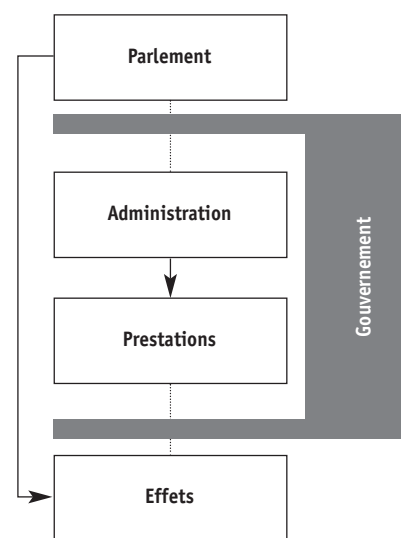 Parlement
Administration
Gouvernement
Prestations
Effets